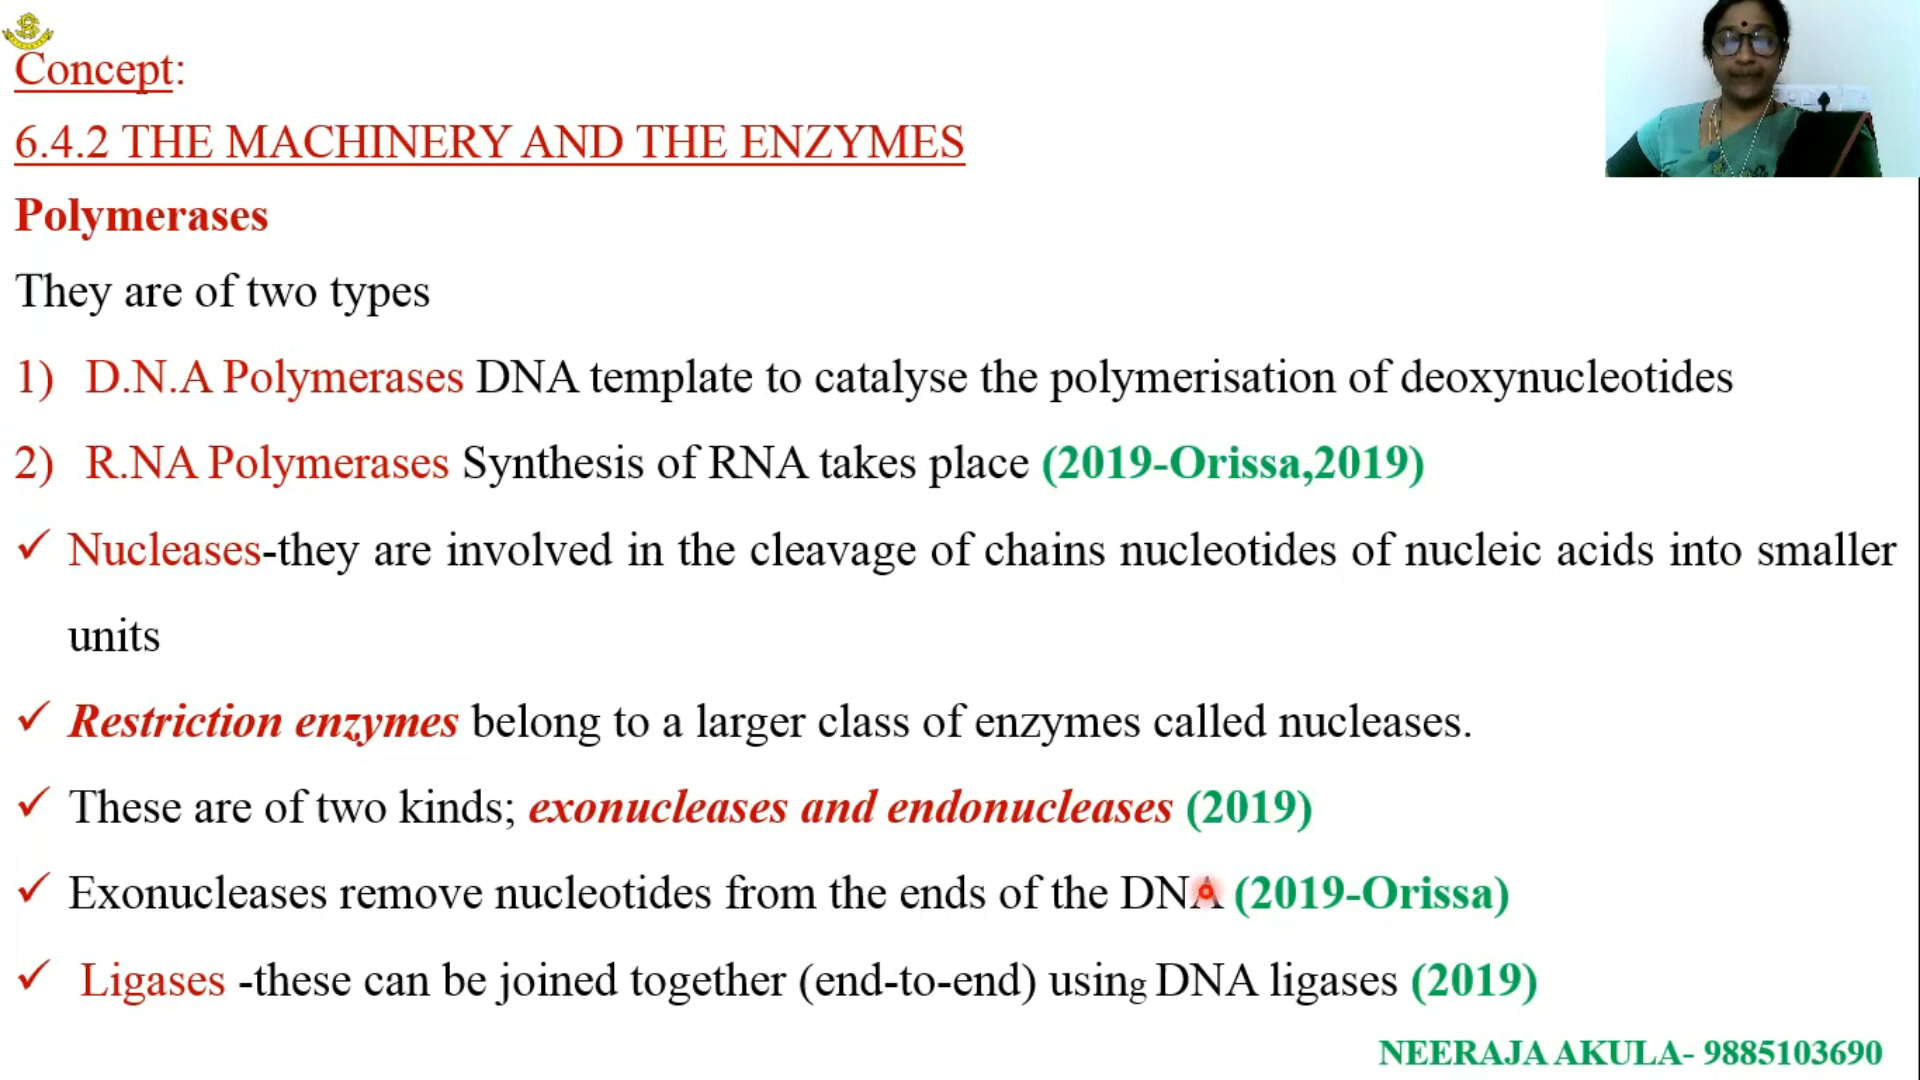 Concept:
6.4.2 THE MACHINERY AND THE ENZYMES
Polymerases
They are of two types
1) D.N.A Polymerases DNA template to catalyse the polymerisation of deoxynucleotides
2) R.NA Polymerases Synthesis of RNA takes place (2019-Orissa,2019)
✓ Nucleases-they are involved in the cleavage of chains nucleotides of nucleic acids into smaller
units
✓ Restriction enzymes belong to a larger class of enzymes called nucleases.
✓ These are of two kinds; exonucleases and endonucleases (2019)
✓ Exonucleases remove nucleotides from the ends of the DNA (2019-Orissa)
✓ Ligases -these can be joined together (end-to-end) using DNA ligases (2019)
NEERAJA AKULA- 9885103690